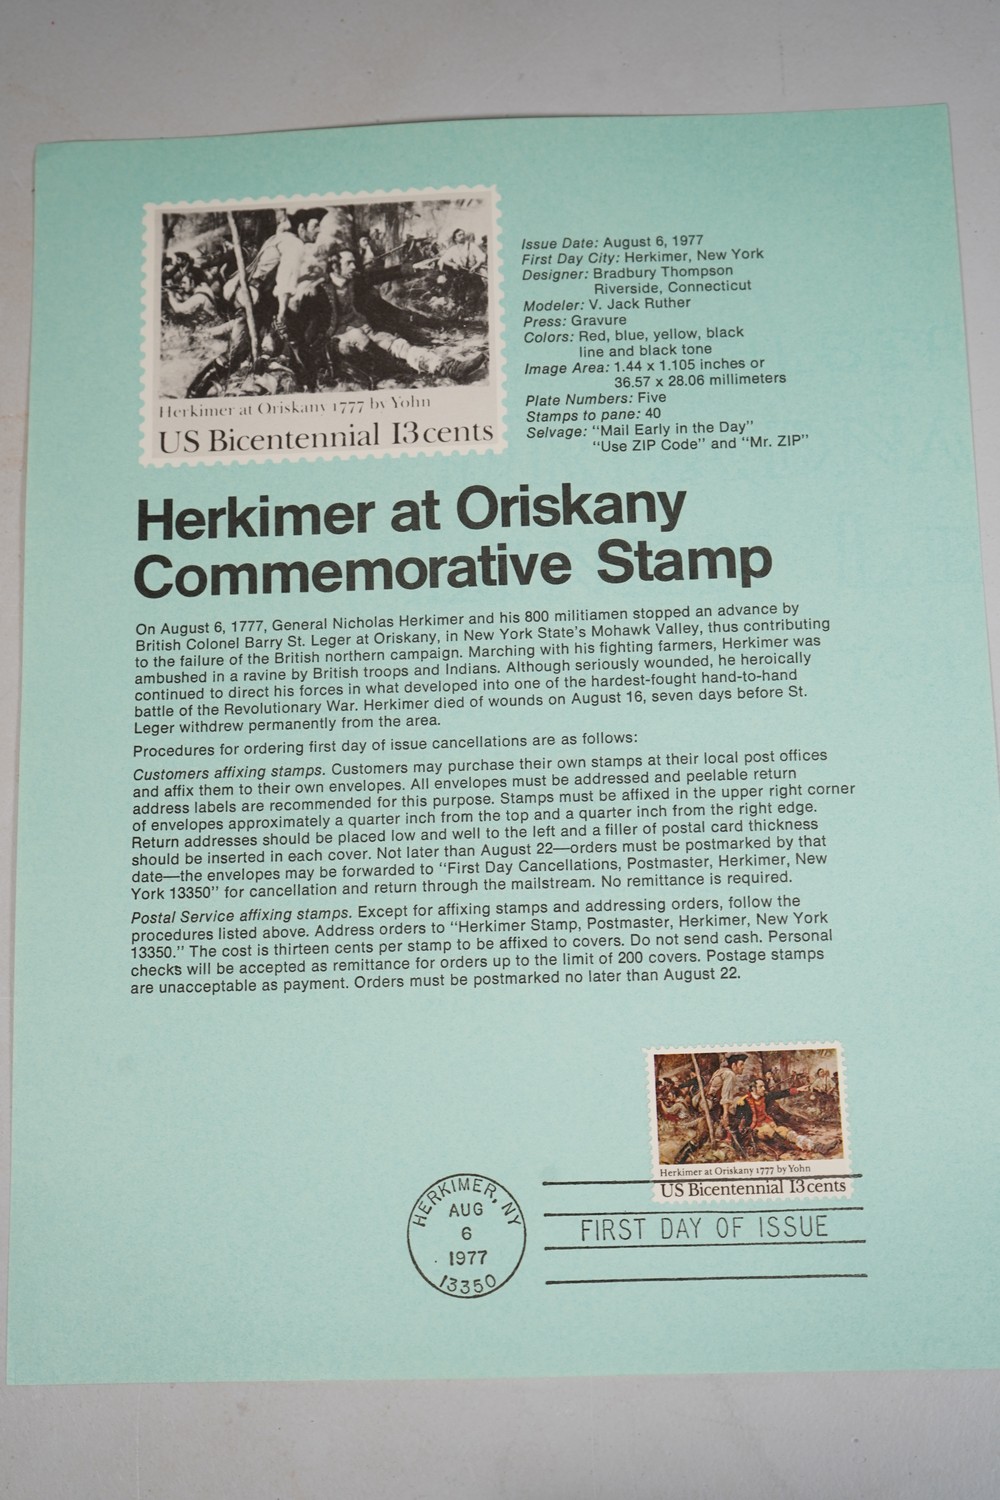 Herkimer at Oriskany 1777 by Yohn
US Bicentennial 13cents
Issue Date: August 6, 1977
First Day City: Herkimer, New York
Designer: Bradbury Thompson
Riverside, Connecticut
Modeler: V. Jack Ruther
Press: Gravure
Colors: Red, blue, yellow, black
line and black tone
Image Area: 1.44 x 1.105 inches or
36.57 x 28.06 millimeters
Plate Numbers: Five
Stamps to pane: 40
Selvage: “Mail Early in the Day”
“Use ZIP Code” and “Mr. ZIP”
Herkimer at Oriskany
Commemorative Stamp
On August 6, 1777, General Nicholas Herkimer and his 800 militiamen stopped an advance by
British Colonel Barry St. Leger at Oriskany, in New York State's Mohawk Valley, thus contributing
to the failure of the British northern campaign. Marching with his fighting farmers, Herkimer was
ambushed in a ravine by British troops and Indians. Although seriously wounded, he heroically
continued to direct his forces in what developed into one of the hardest-fought hand-to-hand
battle of the Revolutionary War. Herkimer died of wounds on August 16, seven days before St.
Leger withdrew permanently from the area.
Procedures for ordering first day of issue cancellations are as follows:
Customers affixing stamps. Customers may purchase their own stamps at their local post offices
and affix them to their own envelopes. All envelopes must be addressed and peelable return
address labels are recommended for this purpose. Stamps must be affixed in the upper right corner
of envelopes approximately a quarter inch from the top and a quarter inch from the right edge.
Return addresses should be placed low and well to the left and a filler of postal card thickness
should be inserted in each cover. Not later than August 22—orders must be postmarked by that
date—the envelopes may be forwarded to “First Day Cancellations, Postmaster, Herkimer, New
York 13350” for cancellation and return through the mailstream. No remittance is required.
Postal Service affixing stamps. Except for affixing stamps and addressing orders, follow the
procedures listed above. Address orders to “Herkimer Stamp, Postmaster, Herkimer, New York
13350.” The cost is thirteen cents per stamp to be affixed to covers. Do not send cash. Personal
checks will be accepted as remittance for orders up to the limit of 200 covers. Postage stamps
are unacceptable as payment. Orders must be postmarked no later than August 22.
Herkimer at Oriskany 1777 by Yohn
US Bicentennial 13cents
HERKIMER, NY
AUG
6
1977
13350
FIRST DAY OF ISSUE